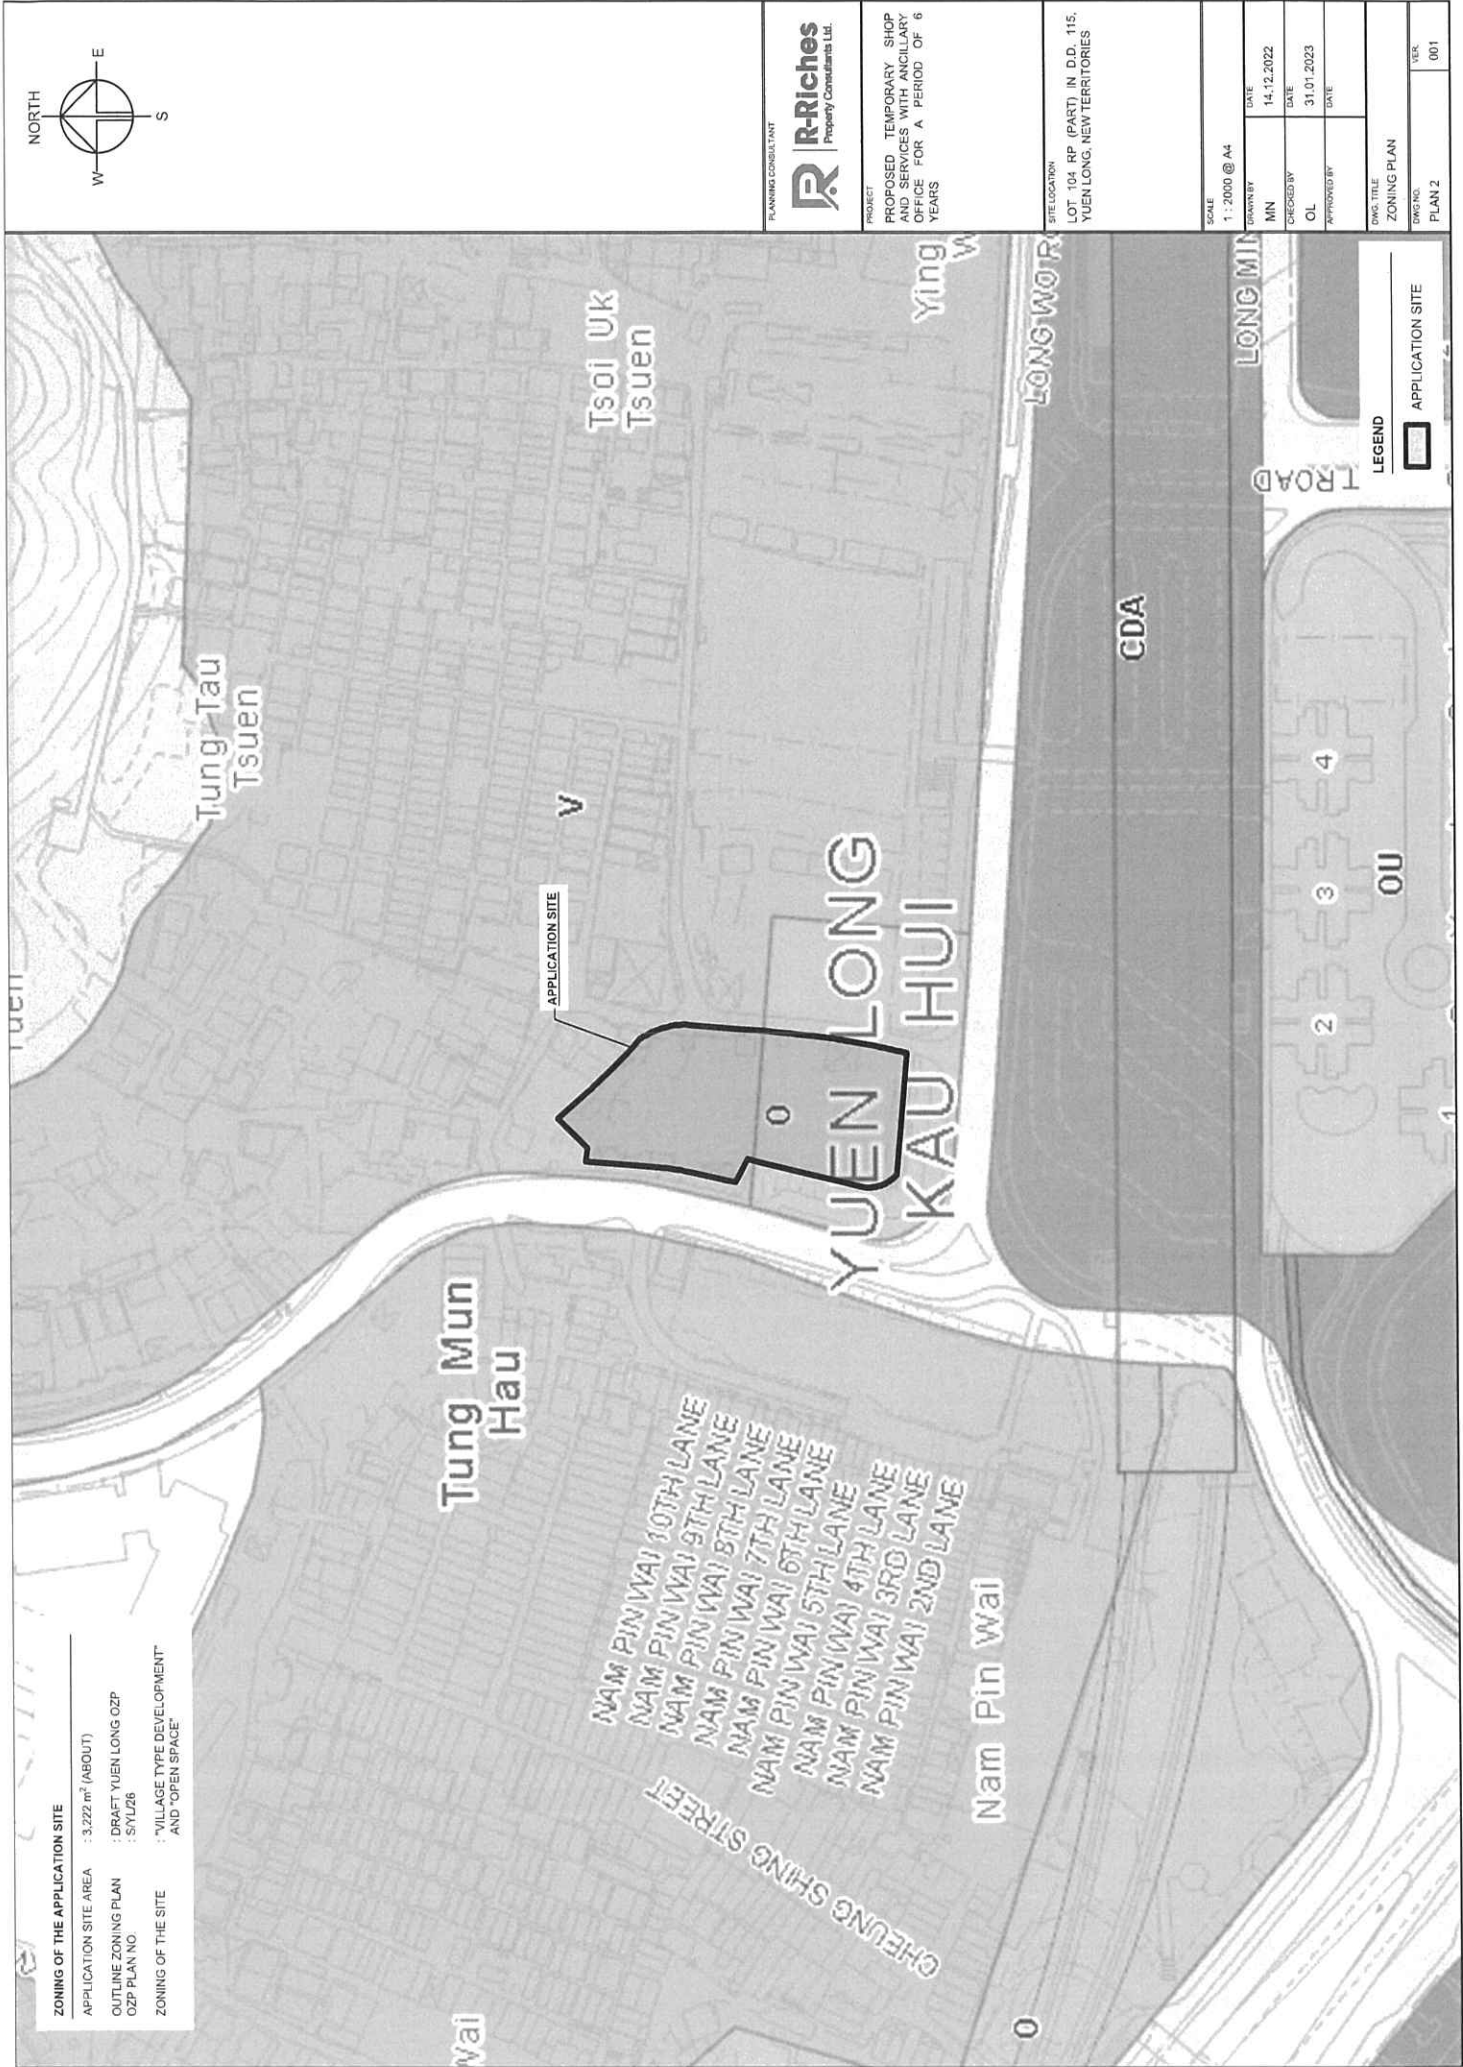 ZONING OF THE APPLICATION SITE
APPLICATION SITE AREA : 3,222 m² (ABOUT)
OUTLINE ZONING PLAN : DRAFT YUEN LONG OZP
OZP PLAN NO. : S/YL/26
ZONING OF THE SITE : "VILLAGE TYPE DEVELOPMENT"
AND "OPEN SPACE"
Tung Tau
Tsuen
Tsoi UK
Tsuen
Ying
Tung Mun
Hau
V
APPLICATION SITE
O
YUEN LONG
KAU HUI
NAM PIN WAI 10TH LANE
NAM PIN WAI 9TH LANE
NAM PIN WAI 8TH LANE
NAM PIN WAI 7TH LANE
NAM PIN WAI 6TH LANE
NAM PIN WAI 5TH LANE
NAM PIN WAI 4TH LANE
NAM PIN WAI 3RD LANE
NAM PIN WAI 2ND LANE
CHEUNG SHING STREET
Nam Pin Wai
Wai
O
LONG WO RO
CDA
LONG MIN
T ROAD
1
2
3
4
OU
LEGEND
APPLICATION SITE
NORTH
W
E
S
PLANNING CONSULTANT
R-Riches
Property Consultants Ltd.
PROJECT
PROPOSED TEMPORARY SHOP
AND SERVICES WITH ANCILLARY
OFFICE FOR A PERIOD OF 6
YEARS
SITE LOCATION
LOT 104 RP (PART) IN D.D. 115,
YUEN LONG, NEW TERRITORIES
SCALE
1 : 2000 @ A4
DRAWN BY
MN
DATE
14.12.2022
CHECKED BY
OL
DATE
31.01.2023
APPROVED BY
DATE
DWG. TITLE
ZONING PLAN
DWG NO.
PLAN 2
VER.
001